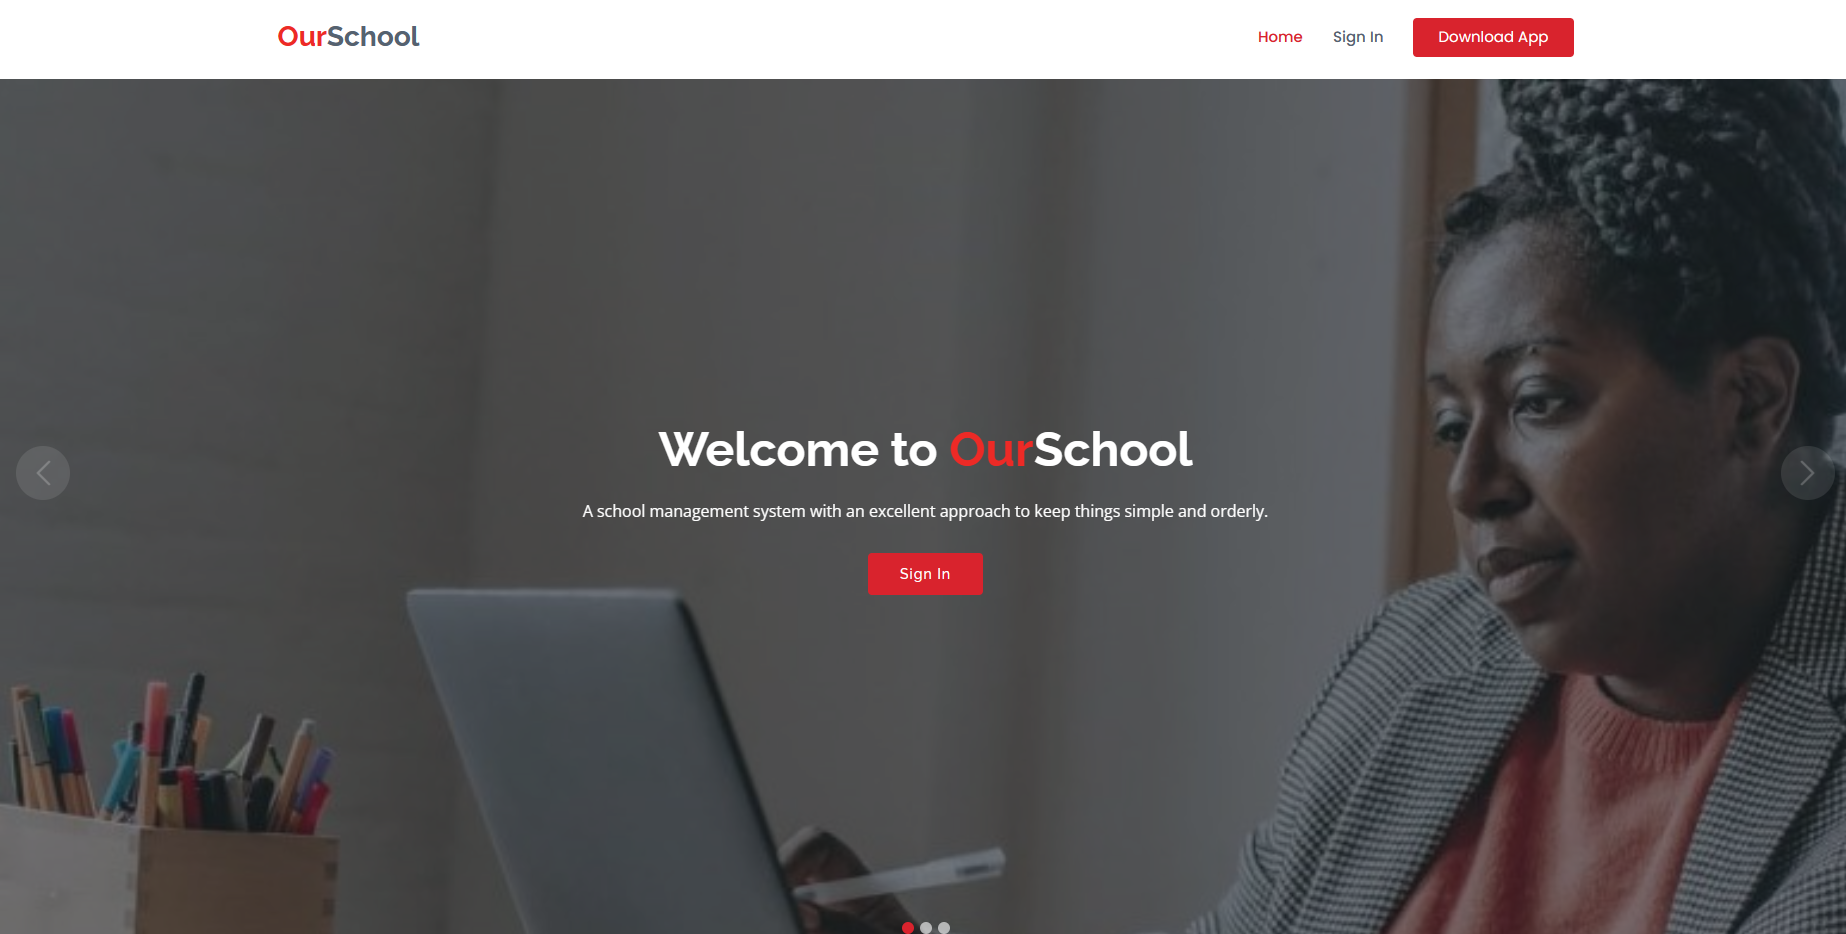 OurSchool
Home
Sign In
Download App
Welcome to OurSchool
A school management system with an excellent approach to keep things simple and orderly.
Sign In